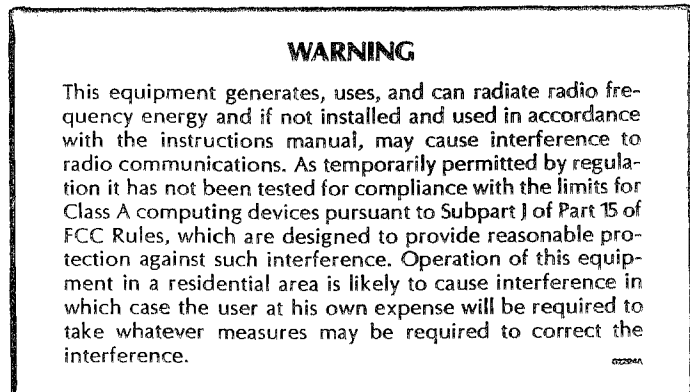 WARNING
This equipment generates, uses, and can radiate radio fre-
quency energy and if not installed and used in accordance
with the instructions manual, may cause interference to
radio communications. As temporarily permitted by regula-
tion it has not been tested for compliance with the limits for
Class A computing devices pursuant to Subpart J of Part 15 of
FCC Rules, which are designed to provide reasonable pro-
tection against such interference. Operation of this equip-
ment in a residential area is likely to cause interference in
which case the user at his own expense will be required to
take whatever measures may be required to correct the
interference.